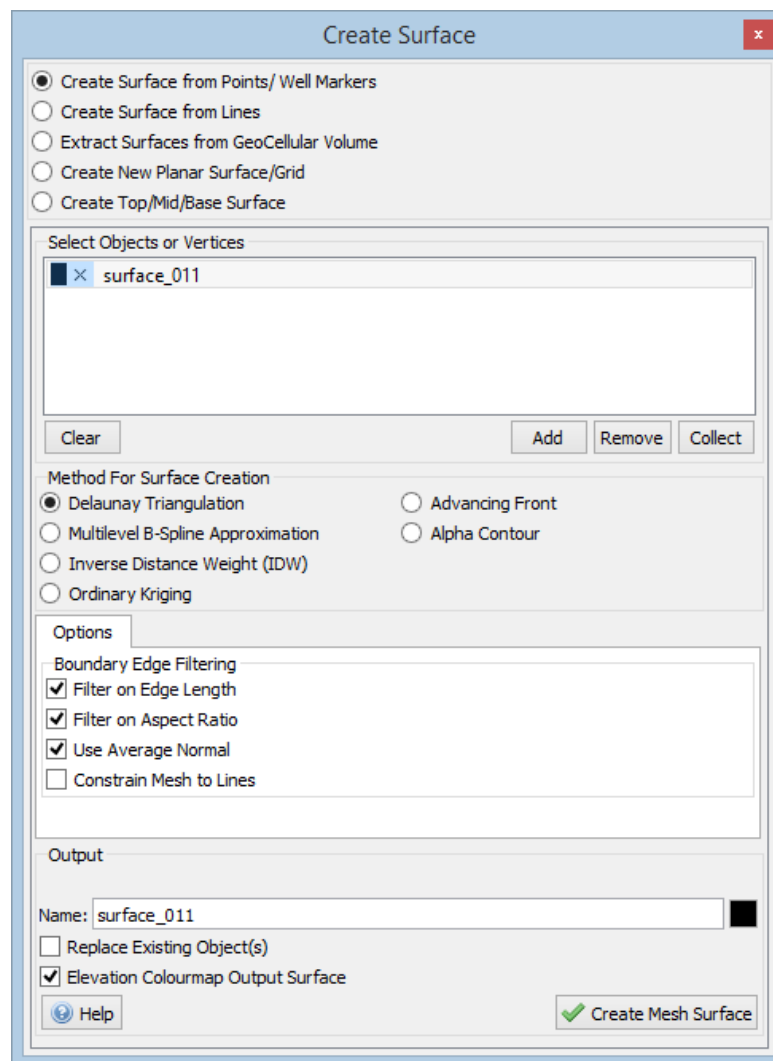 Create Surface
x
Create Surface from Points/ Well Markers
Create Surface from Lines
Extract Surfaces from GeoCellular Volume
Create New Planar Surface/Grid
Create Top/Mid/Base Surface
Select Objects or Vertices
surface_011
Clear Add Remove Collect
Method For Surface Creation
Delaunay Triangulation Advancing Front
Multilevel B-Spline Approximation Alpha Contour
Inverse Distance Weight (IDW)
Ordinary Kriging
Options
Boundary Edge Filtering
Filter on Edge Length
Filter on Aspect Ratio
Use Average Normal
Constrain Mesh to Lines
Output
Name: surface_011
Replace Existing Object(s)
Elevation Colourmap Output Surface
? Help Create Mesh Surface